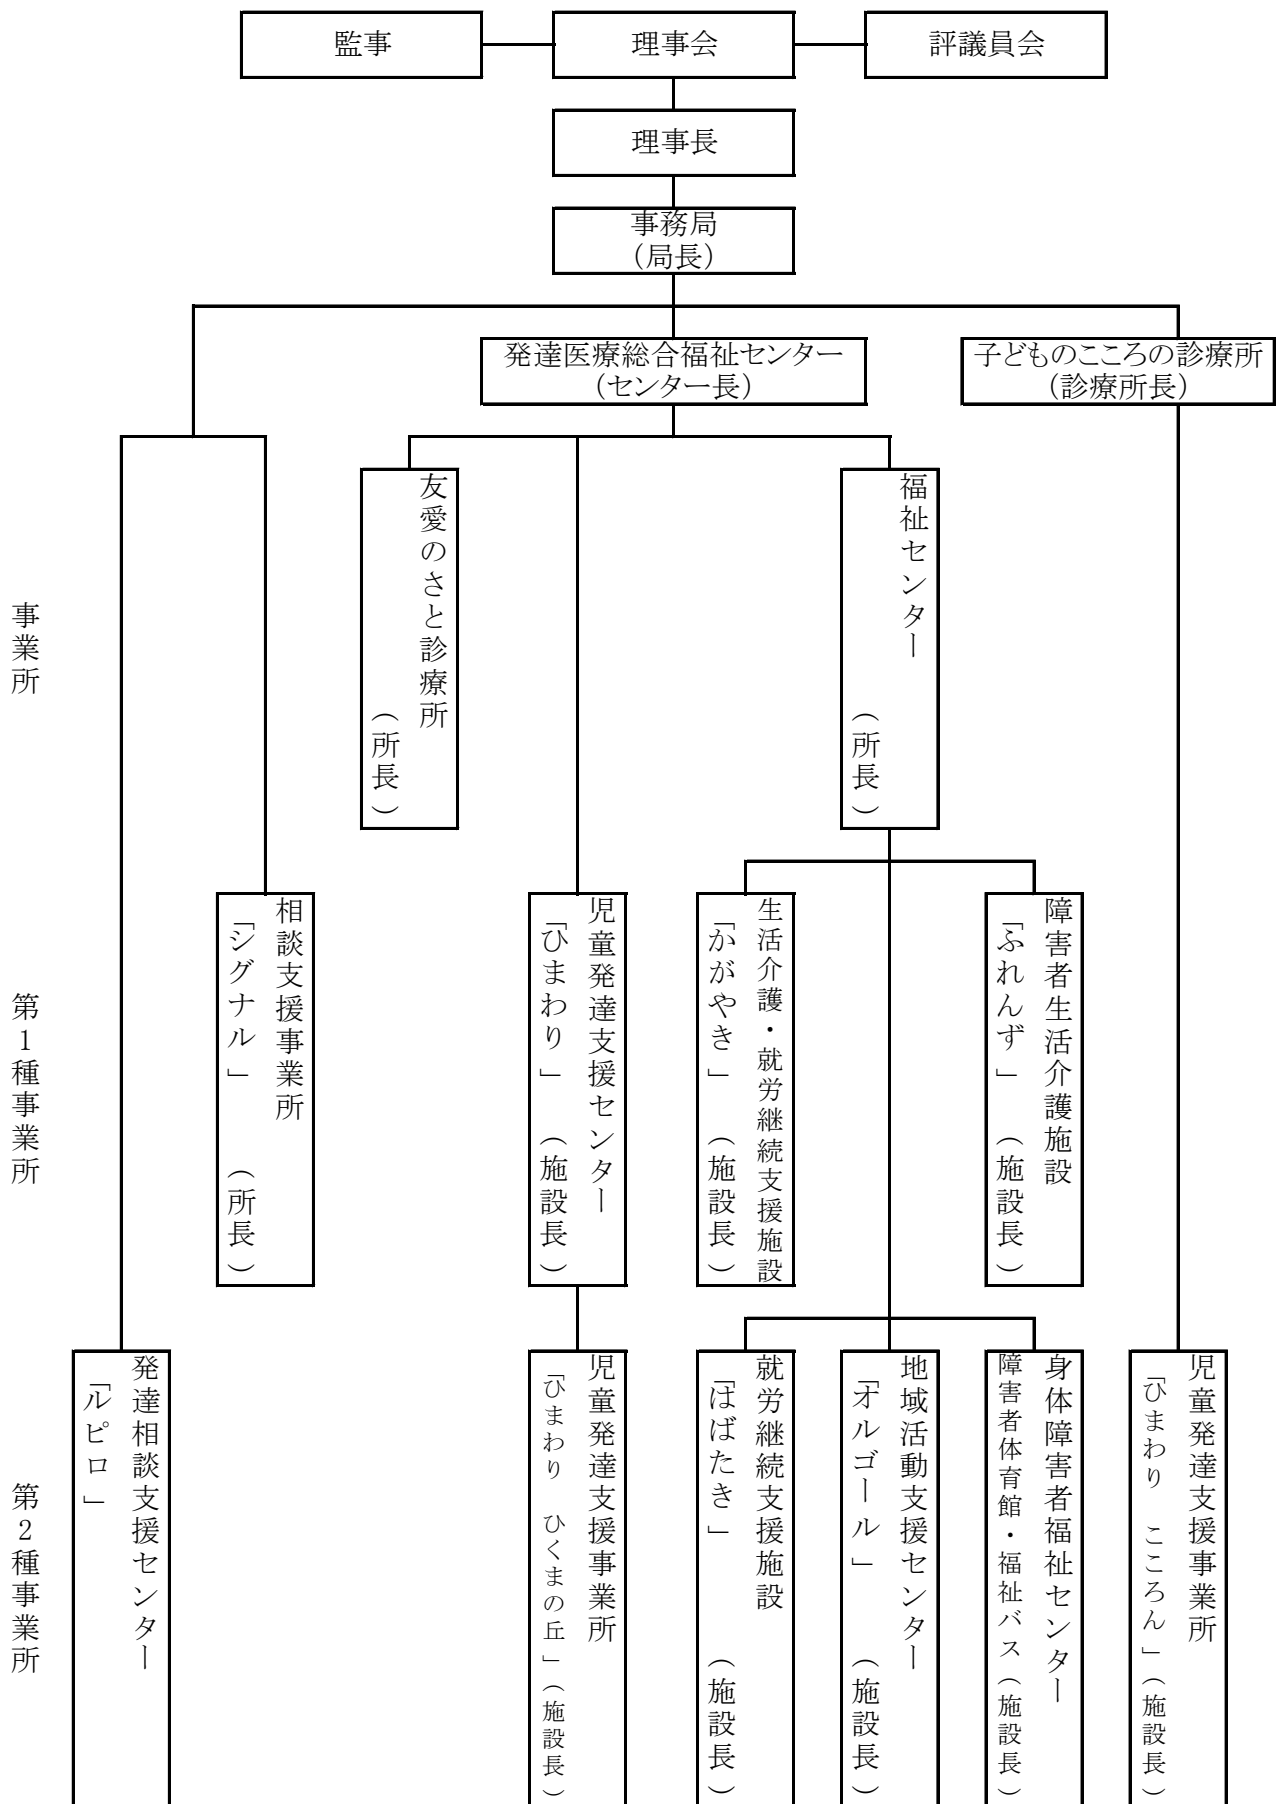 監事
理事会
評議員会
理事長
事務局
（局長）
発達医療総合福祉センター
（センター長）
子どものこころの診療所
（診療所長）
事業所
友愛のさと診療所
（所長）
福祉センター
（所長）
第1種事業所
相談支援事業所
「シグナル」　（所長）
児童発達支援センター
「ひまわり」（施設長）
生活介護・就労継続支援施設
「かがやき」（施設長）
障害者生活介護施設
「ふれんず」（施設長）
第2種事業所
発達相談支援センター
「ルピロ」
児童発達支援事業所
「ひまわり　ひくまの丘」（施設長）
就労継続支援施設
「はばたき」　（施設長）
地域活動支援センター
「オルゴール」　（施設長）
身体障害者福祉センター
障害者体育館・福祉バス（施設長）
児童発達支援事業所
「ひまわり　こころん」（施設長）